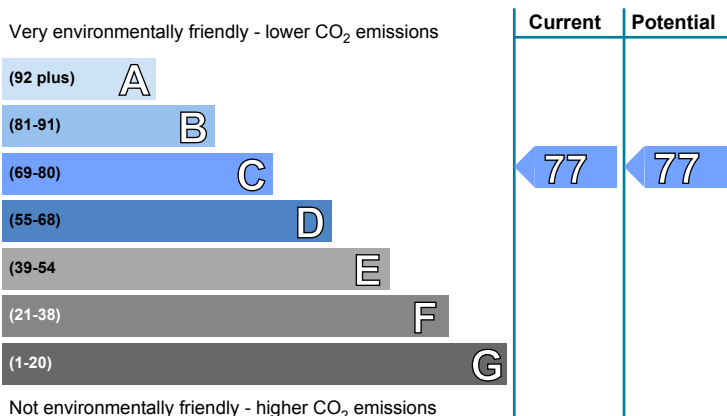 Very environmentally friendly - lower CO₂ emissions
Current Potential
(92 plus) A
(81-91) B
(69-80) C 77 77
(55-68) D
(39-54 E
(21-38) F
(1-20) G
Not environmentally friendly - higher CO₂ emissions